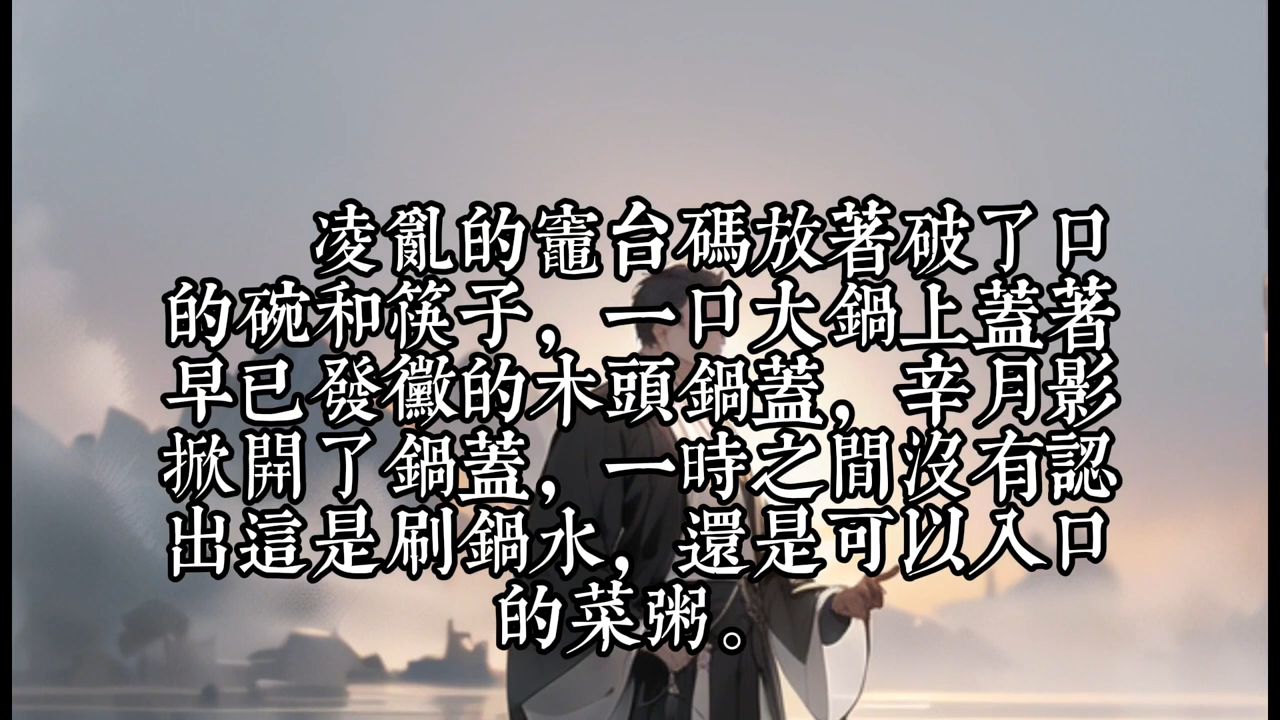 凌亂的竈台碼放著破了口
的碗和筷子，一口大鍋上蓋著
早已發黴的木頭鍋蓋，辛月影
掀開了鍋蓋，一時之間沒有認
出這是刷鍋水，還是可以入口
的菜粥。